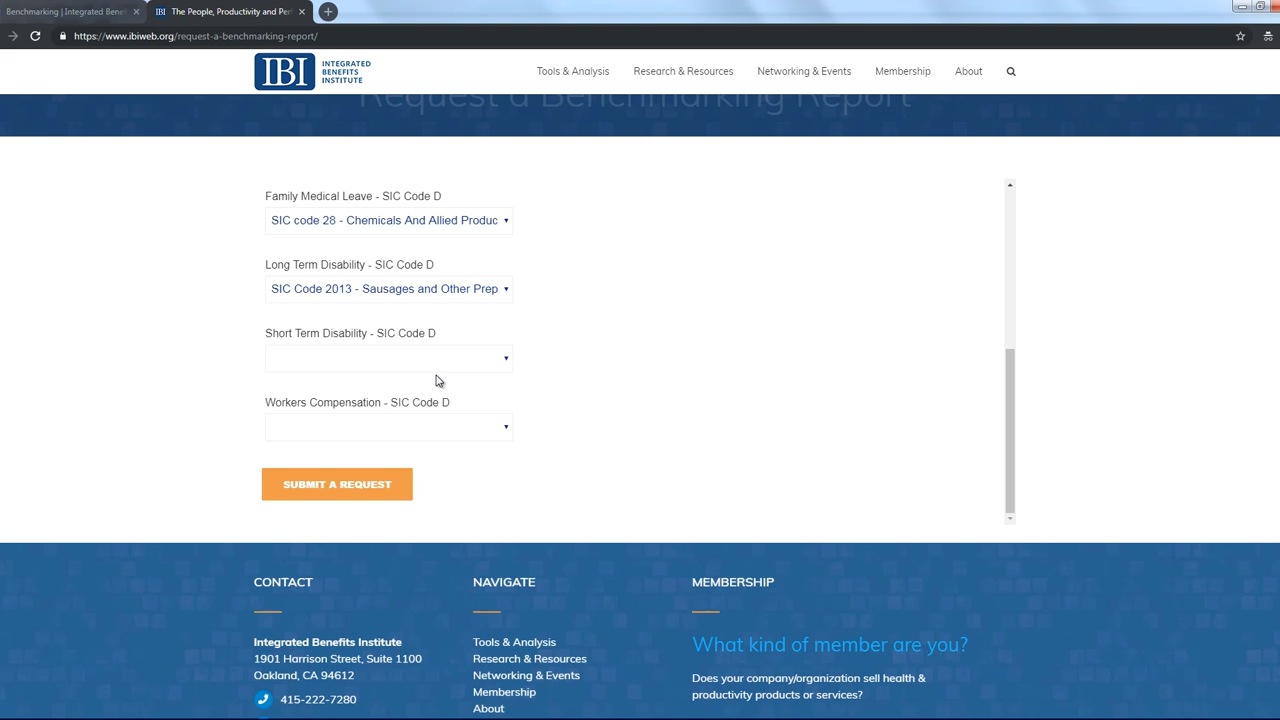 Benchmarking | Integrated Benef
The People, Productivity and Per
https://www.ibiweb.org/request-a-benchmarking-report/
IBI
INTEGRATED
BENEFITS
INSTITUTE
Tools & Analysis
Research & Resources
Networking & Events
Membership
About
Request a Benchmarking Report
Family Medical Leave - SIC Code D
SIC code 28 - Chemicals And Allied Produc
Long Term Disability - SIC Code D
SIC Code 2013 - Sausages and Other Prep
Short Term Disability - SIC Code D
Workers Compensation - SIC Code D
SUBMIT A REQUEST
CONTACT
Integrated Benefits Institute
1901 Harrison Street, Suite 1100
Oakland, CA 94612
415-222-7280
NAVIGATE
Tools & Analysis
Research & Resources
Networking & Events
Membership
About
MEMBERSHIP
What kind of member are you?
Does your company/organization sell health &
productivity products or services?